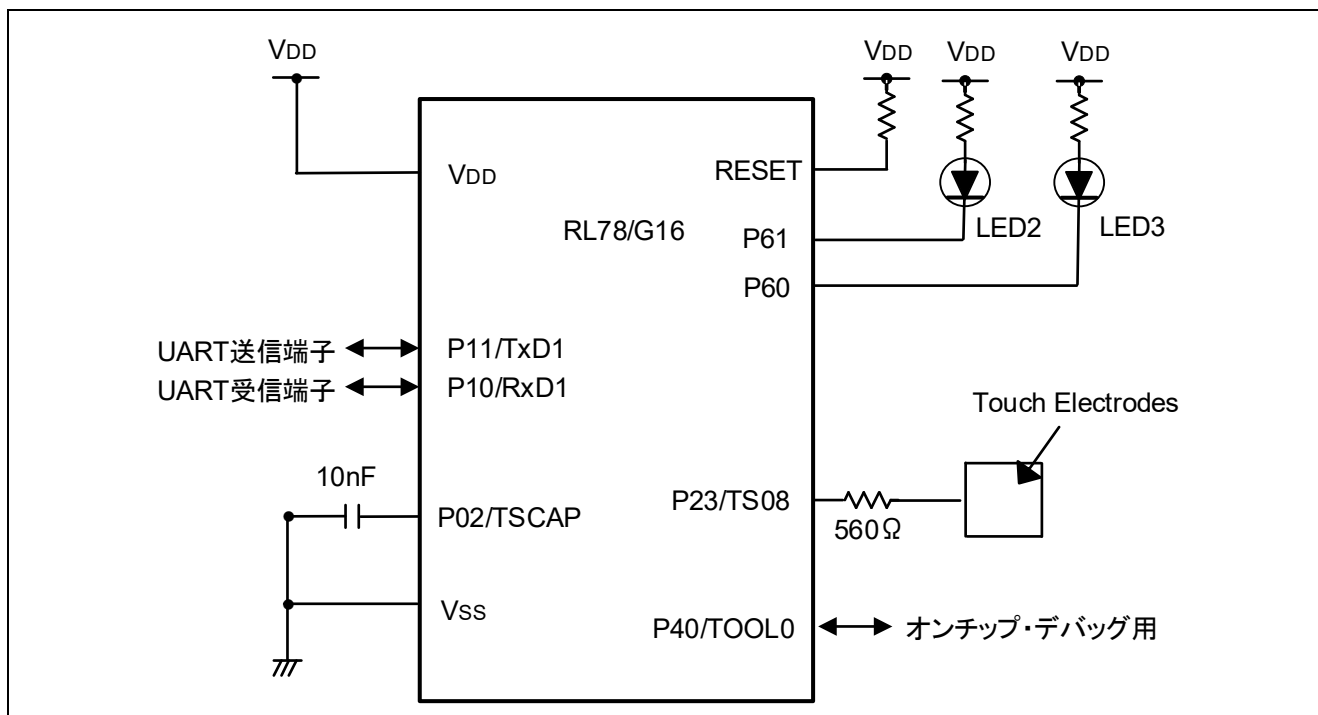 VDD
VDD
VDD
VDD
VDD
RESET
RL78/G16
P61
LED2
LED3
P60
UART送信端子
P11/TxD1
UART受信端子
P10/RxD1
Touch Electrodes
10nF
P02/TSCAP
P23/TS08
560Ω
VSS
P40/TOOL0
オンチップ・デバッグ用